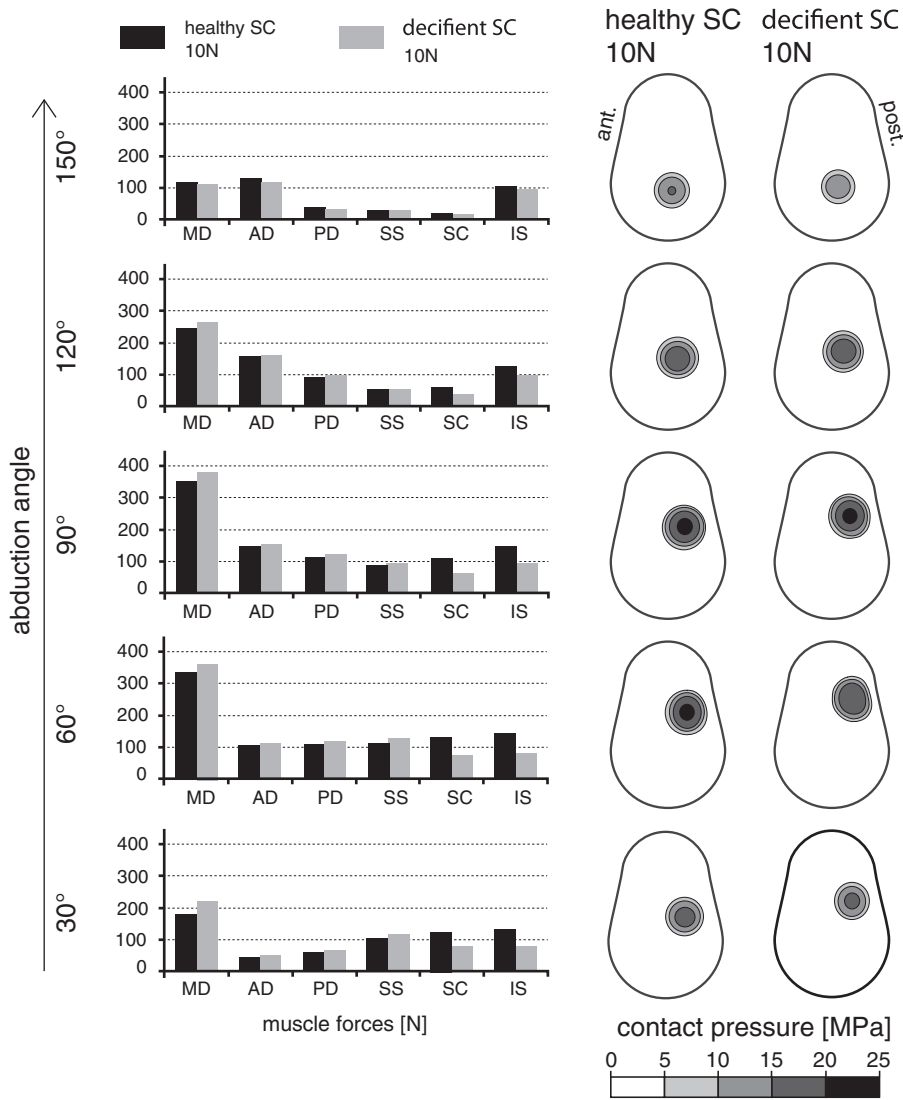 healthy SC
10N
decifient SC
10N
healthy SC
10N
decifient SC
10N
abduction angle
150°
400
300
200
100
0
MD AD PD SS SC IS
ant.
post.
120°
400
300
200
100
0
MD AD PD SS SC IS
90°
400
300
200
100
0
MD AD PD SS SC IS
60°
400
300
200
100
0
MD AD PD SS SC IS
30°
400
300
200
100
0
MD AD PD SS SC IS
muscle forces [N]
contact pressure [MPa]
0 5 10 15 20 25